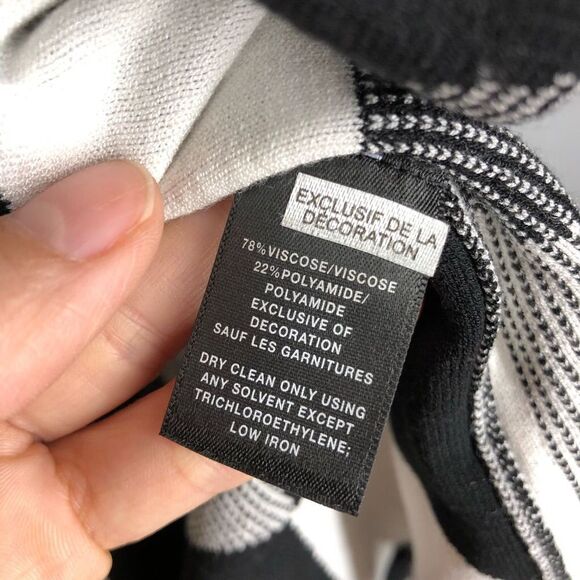 EXCLUSIF DE LA
DÉCORATION
78% VISCOSE/VISCOSE
22% POLYAMIDE/
POLYAMIDE
EXCLUSIVE OF
DECORATION
SAUF LES GARNITURES
DRY CLEAN ONLY USING
ANY SOLVENT EXCEPT
TRICHLOROETHYLENE;
LOW IRON